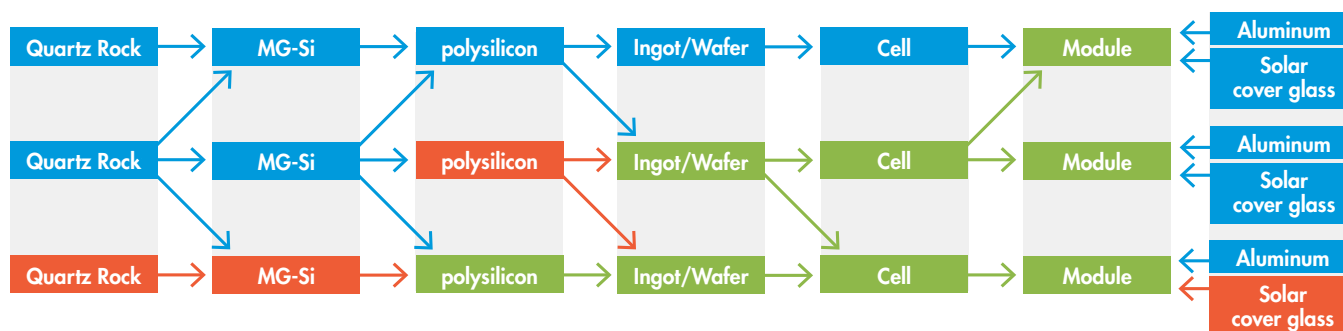 Quartz Rock
MG-Si
polysilicon
Ingot/Wafer
Cell
Module
Aluminum
Solar
cover glass
Quartz Rock
MG-Si
polysilicon
Ingot/Wafer
Cell
Module
Aluminum
Solar
cover glass
Quartz Rock
MG-Si
polysilicon
Ingot/Wafer
Cell
Module
Aluminum
Solar
cover glass